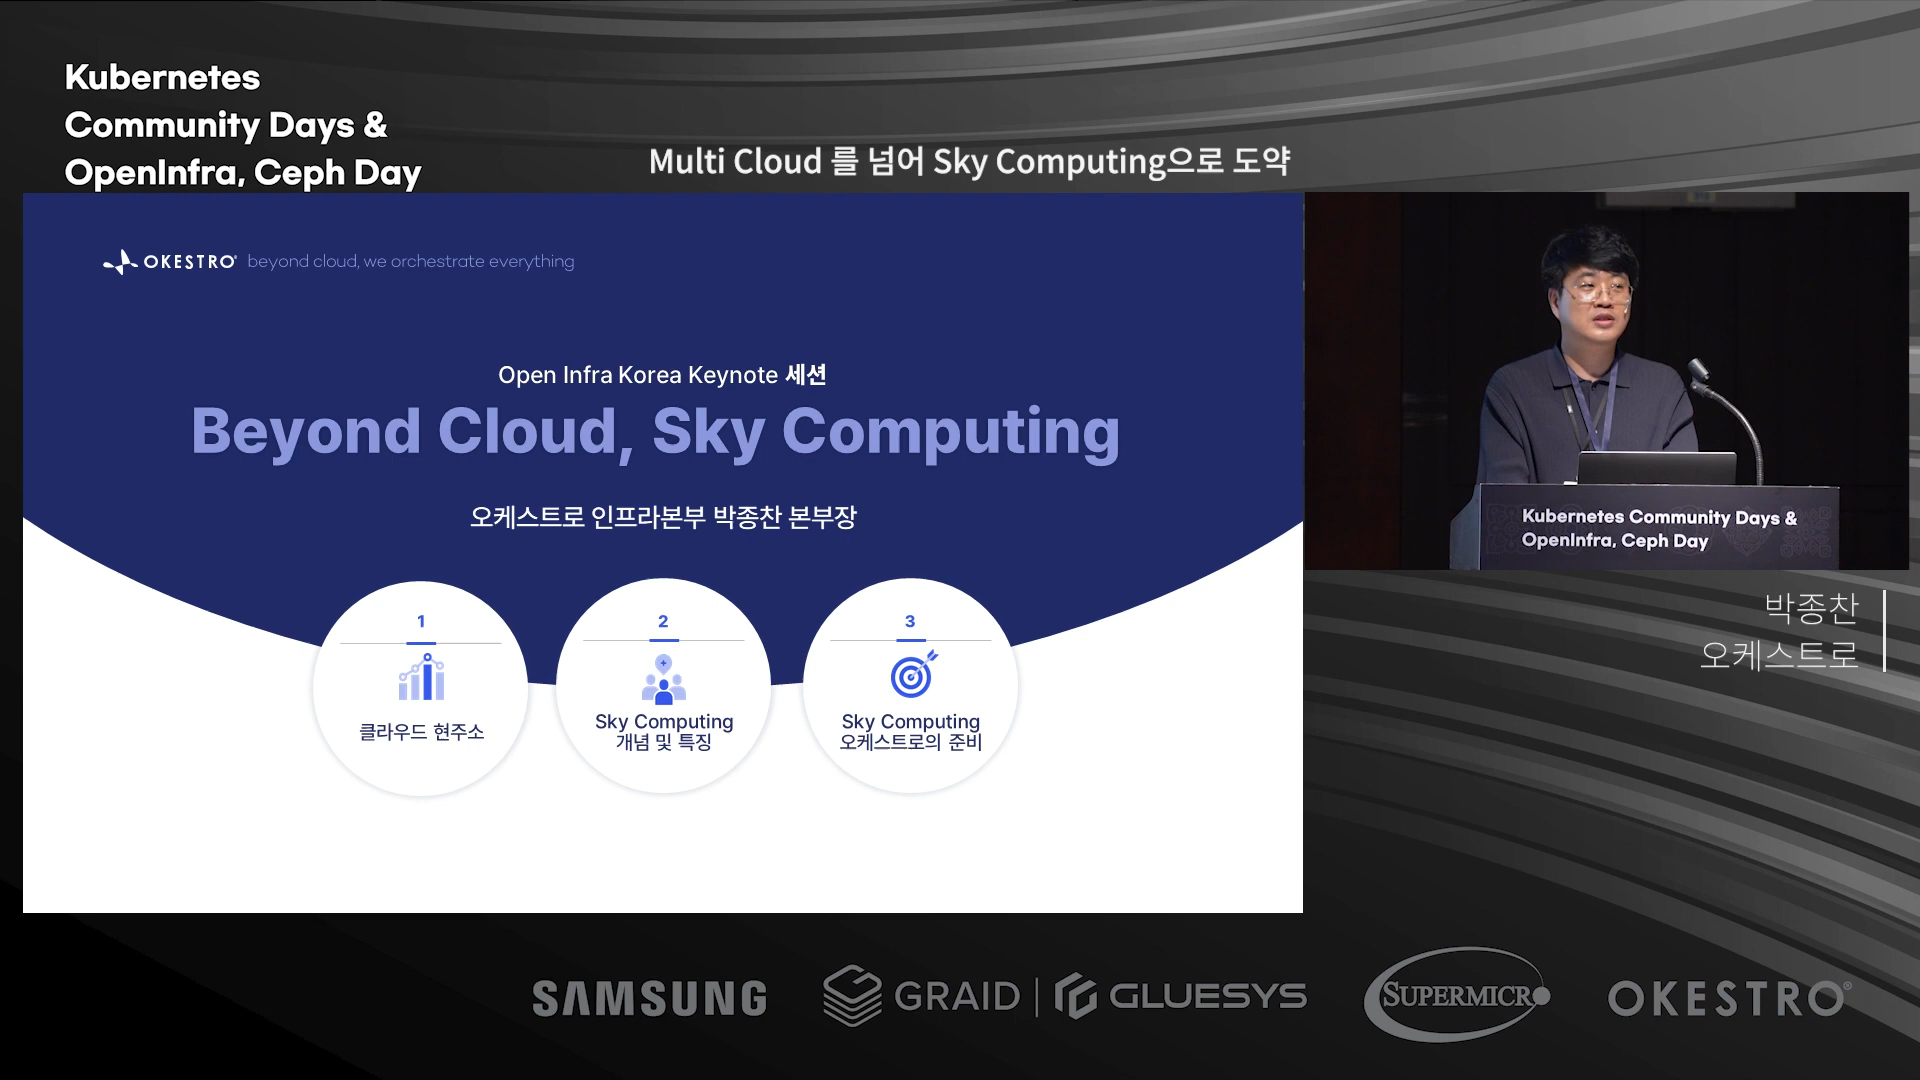 Kubernetes
Community Days &
OpenInfra, Ceph Day
Multi Cloud 를 넘어 Sky Computing으로 도약
OKESTRO® beyond cloud, we orchestrate everything
Open Infra Korea Keynote 세션
Beyond Cloud, Sky Computing
오케스트로 인프라본부 박종찬 본부장
1
클라우드 현주소
2
Sky Computing
개념 및 특징
3
Sky Computing
오케스트로의 준비
Kubernetes Community Days &
OpenInfra, Ceph Day
박종찬
오케스트로
SAMSUNG
GRAID | GLUESYS
SUPERMICRO
OKESTRO®